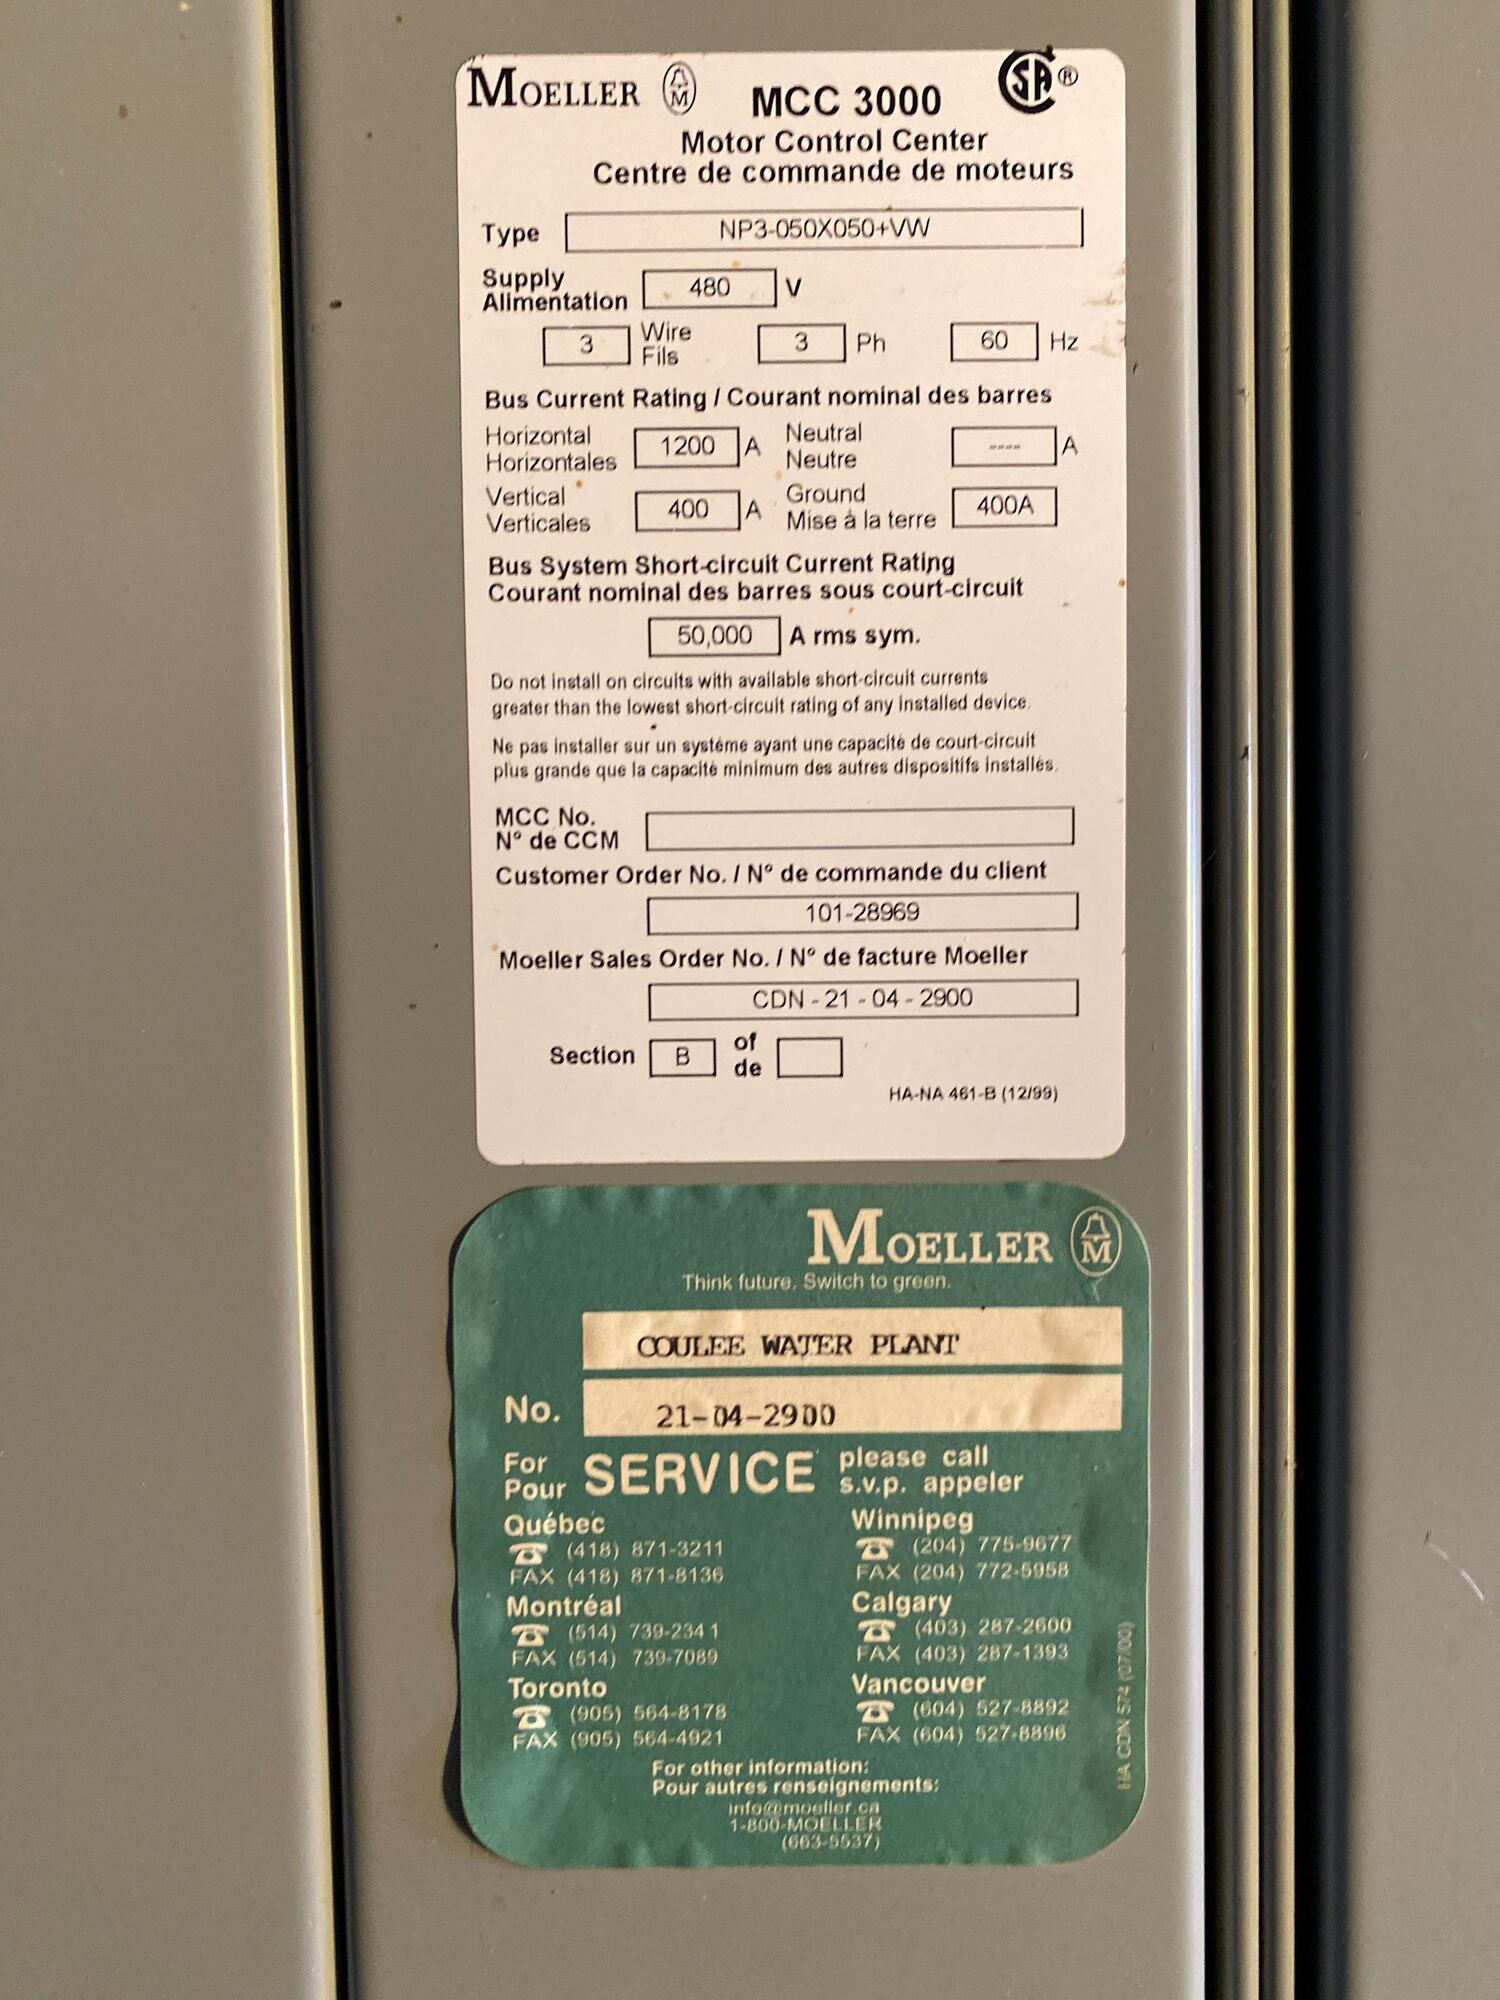 MOELLER MCC 3000 SA ®
Motor Control Center
Centre de commande de moteurs
Type NP3-050X050+VW
Supply
Alimentation 480 V
3 Wire 3 Ph 60 Hz
Fils
Bus Current Rating / Courant nominal des barres
Horizontal 1200 A Neutral ---- A
Horizontales Neutre
Vertical 400 A Ground 400A
Verticales Mise à la terre
Bus System Short-circuit Current Rating
Courant nominal des barres sous court-circuit
50,000 A rms sym.
Do not install on circuits with available short-circuit currents
greater than the lowest short-circuit rating of any installed device.
Ne pas installer sur un système ayant une capacité de court-circuit
plus grande que la capacité minimum des autres dispositifs installés.
MCC No.
N° de CCM
Customer Order No. / N° de commande du client
101-28969
Moeller Sales Order No. / N° de facture Moeller
CDN - 21 - 04 - 2900
Section B of
de
HA-NA 461-B (12/99)
MOELLER M
Think future. Switch to green.
COULEE WATER PLANT
No. 21-04-2900
For SERVICE please call
Pour s.v.p. appeler
Québec
(418) 871-3211
FAX (418) 871-8136
Montréal
(514) 739-2341
FAX (514) 739-7089
Toronto
(905) 564-8178
FAX (905) 564-4921
Winnipeg
(204) 775-9677
FAX (204) 772-5958
Calgary
(403) 287-2600
FAX (403) 287-1393
Vancouver
(604) 527-8892
FAX (604) 527-8896
For other information:
Pour autres renseignements:
info@moeller.ca
1-800-MOELLER
(663-5537)
HA CDN 574 (07/00)